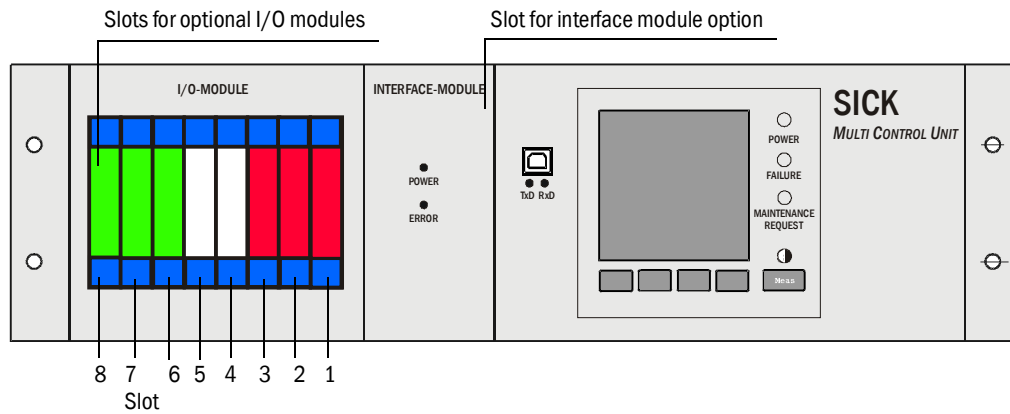 Slots for optional I/O modules
Slot for interface module option
I/O-MODULE
INTERFACE-MODULE
SICK
MULTI CONTROL UNIT
POWER
FAILURE
MAINTENANCE
REQUEST
TxD RxD
POWER
ERROR
Meas
8 7 6 5 4 3 2 1
Slot